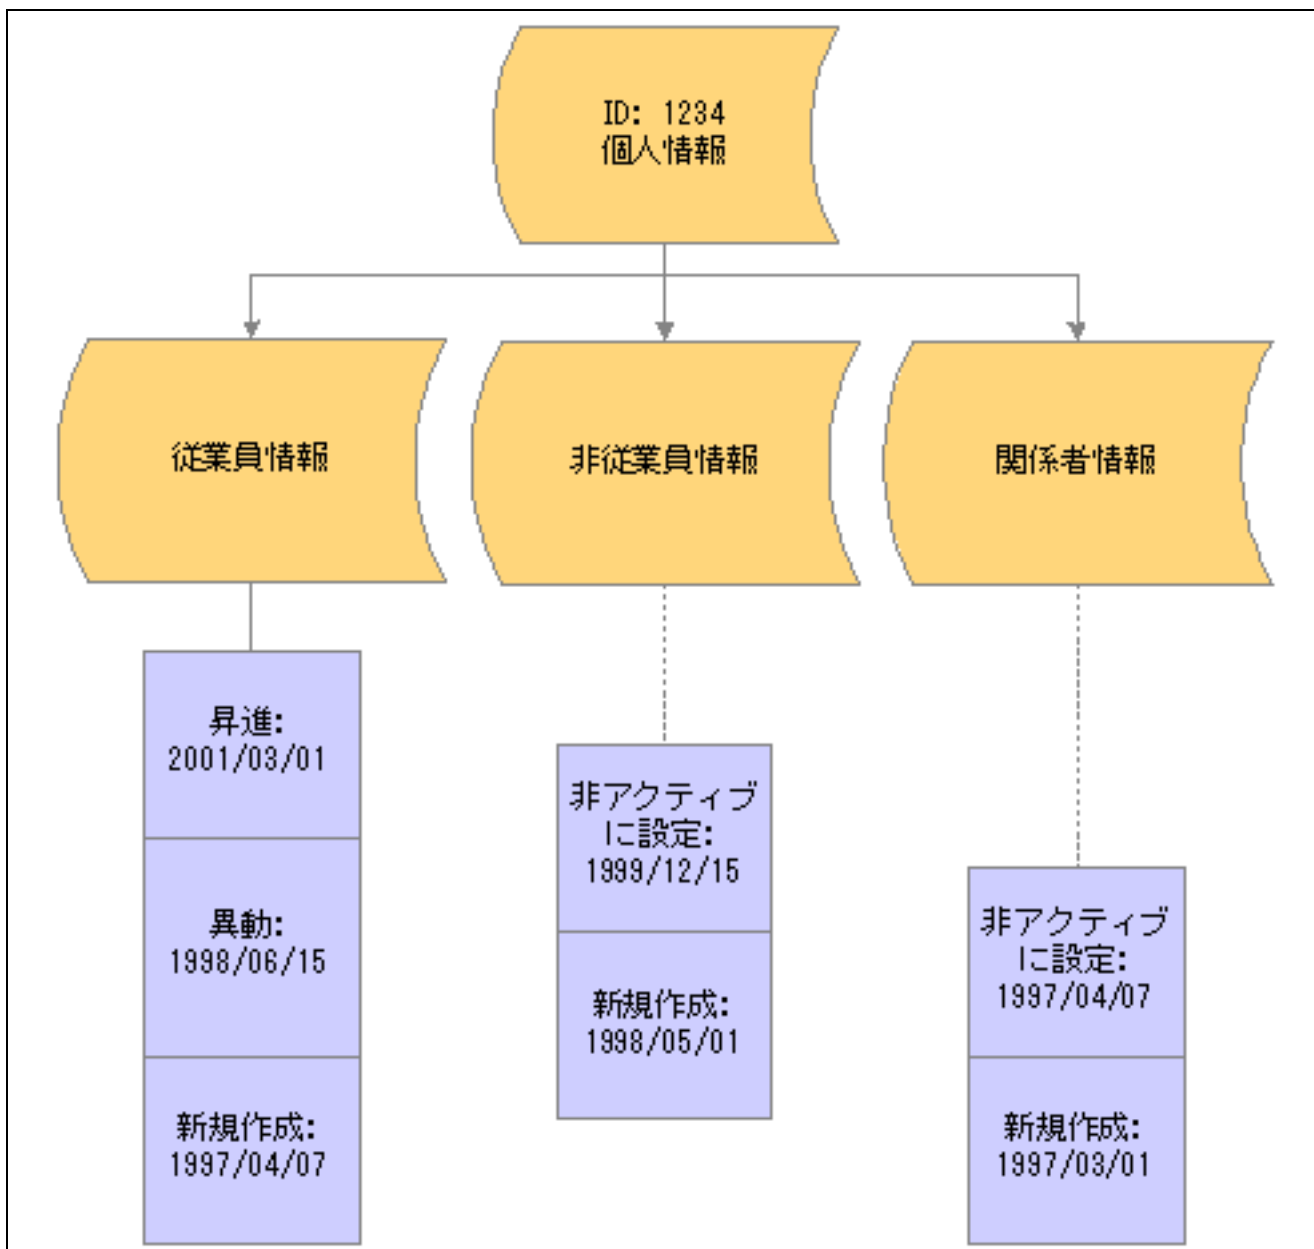 ID: 1234
個人情報
従業員情報
非従業員情報
関係者情報
昇進:
2001/03/01
異動:
1998/06/15
新規作成:
1997/04/07
非アクティブ
に設定:
1999/12/15
新規作成:
1998/05/01
非アクティブ
に設定:
1997/04/07
新規作成:
1997/03/01